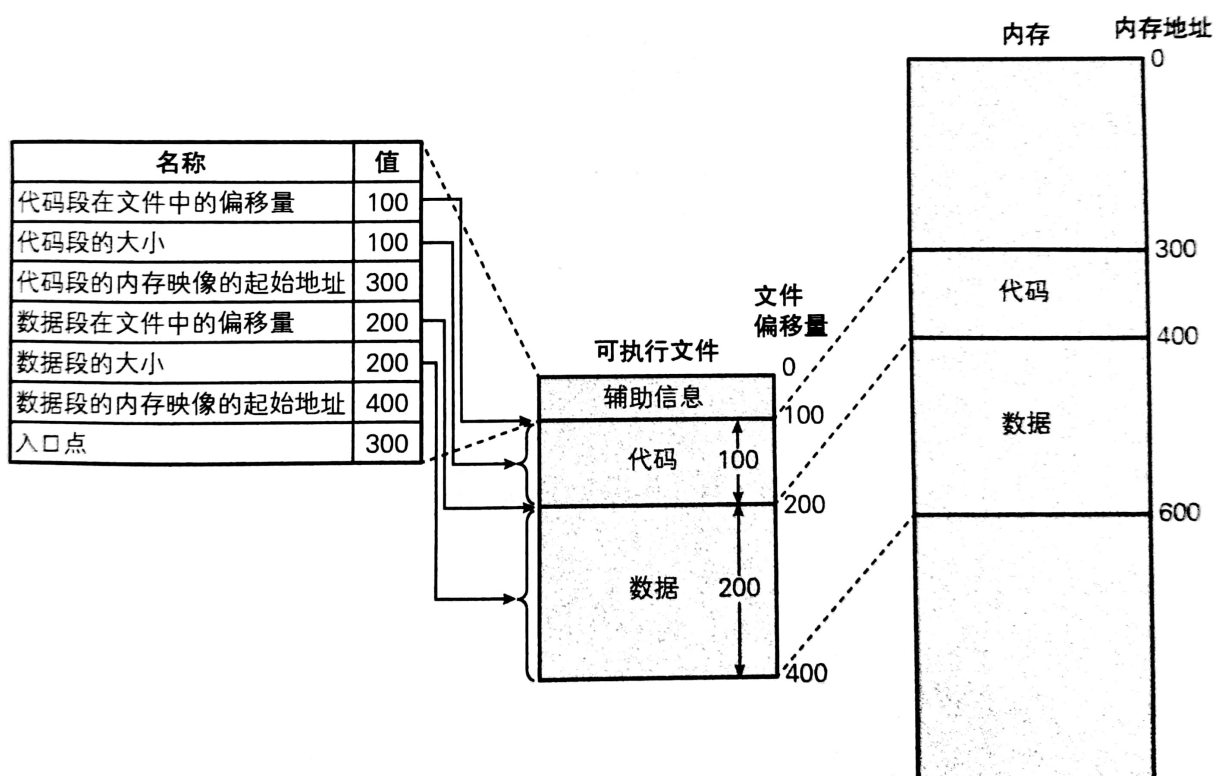 名称 值
代码段在文件中的偏移量 100
代码段的大小 100
代码段的内存映像的起始地址 300
数据段在文件中的偏移量 200
数据段的大小 200
数据段的内存映像的起始地址 400
入口点 300
可执行文件
文件
偏移量
0
辅助信息
100
代码 100
200
数据 200
400
内存 内存地址
0
300
代码
400
数据
600